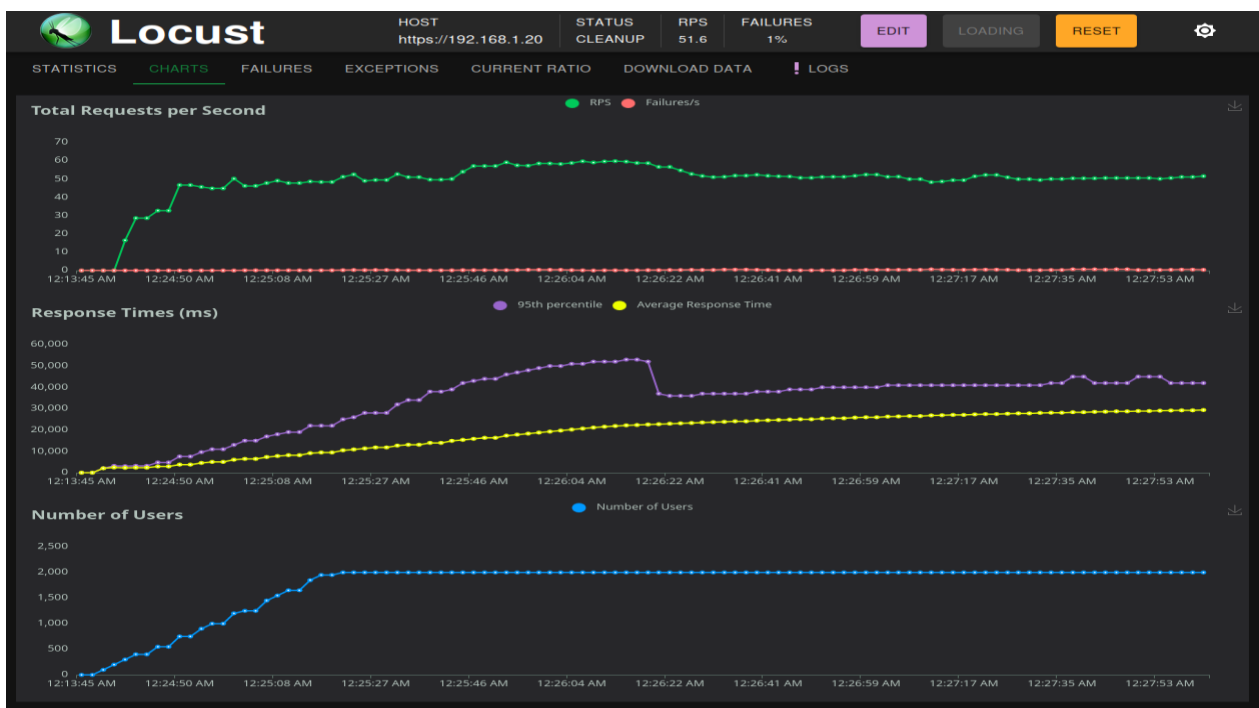 Locust
HOST
https://192.168.1.20
STATUS
CLEANUP
RPS
51.6
FAILURES
1%
EDIT
LOADING
RESET
STATISTICS CHARTS FAILURES EXCEPTIONS CURRENT RATIO DOWNLOAD DATA ! LOGS
Total Requests per Second
RPS Failures/s
70
60
50
40
30
20
10
0
12:13:45 AM 12:24:50 AM 12:25:08 AM 12:25:27 AM 12:25:46 AM 12:26:04 AM 12:26:22 AM 12:26:41 AM 12:26:59 AM 12:27:17 AM 12:27:35 AM 12:27:53 AM
Response Times (ms)
95th percentile Average Response Time
60,000
50,000
40,000
30,000
20,000
10,000
0
12:13:45 AM 12:24:50 AM 12:25:08 AM 12:25:27 AM 12:25:46 AM 12:26:04 AM 12:26:22 AM 12:26:41 AM 12:26:59 AM 12:27:17 AM 12:27:35 AM 12:27:53 AM
Number of Users
Number of Users
2,500
2,000
1,500
1,000
500
0
12:13:45 AM 12:24:50 AM 12:25:08 AM 12:25:27 AM 12:25:46 AM 12:26:04 AM 12:26:22 AM 12:26:41 AM 12:26:59 AM 12:27:17 AM 12:27:35 AM 12:27:53 AM